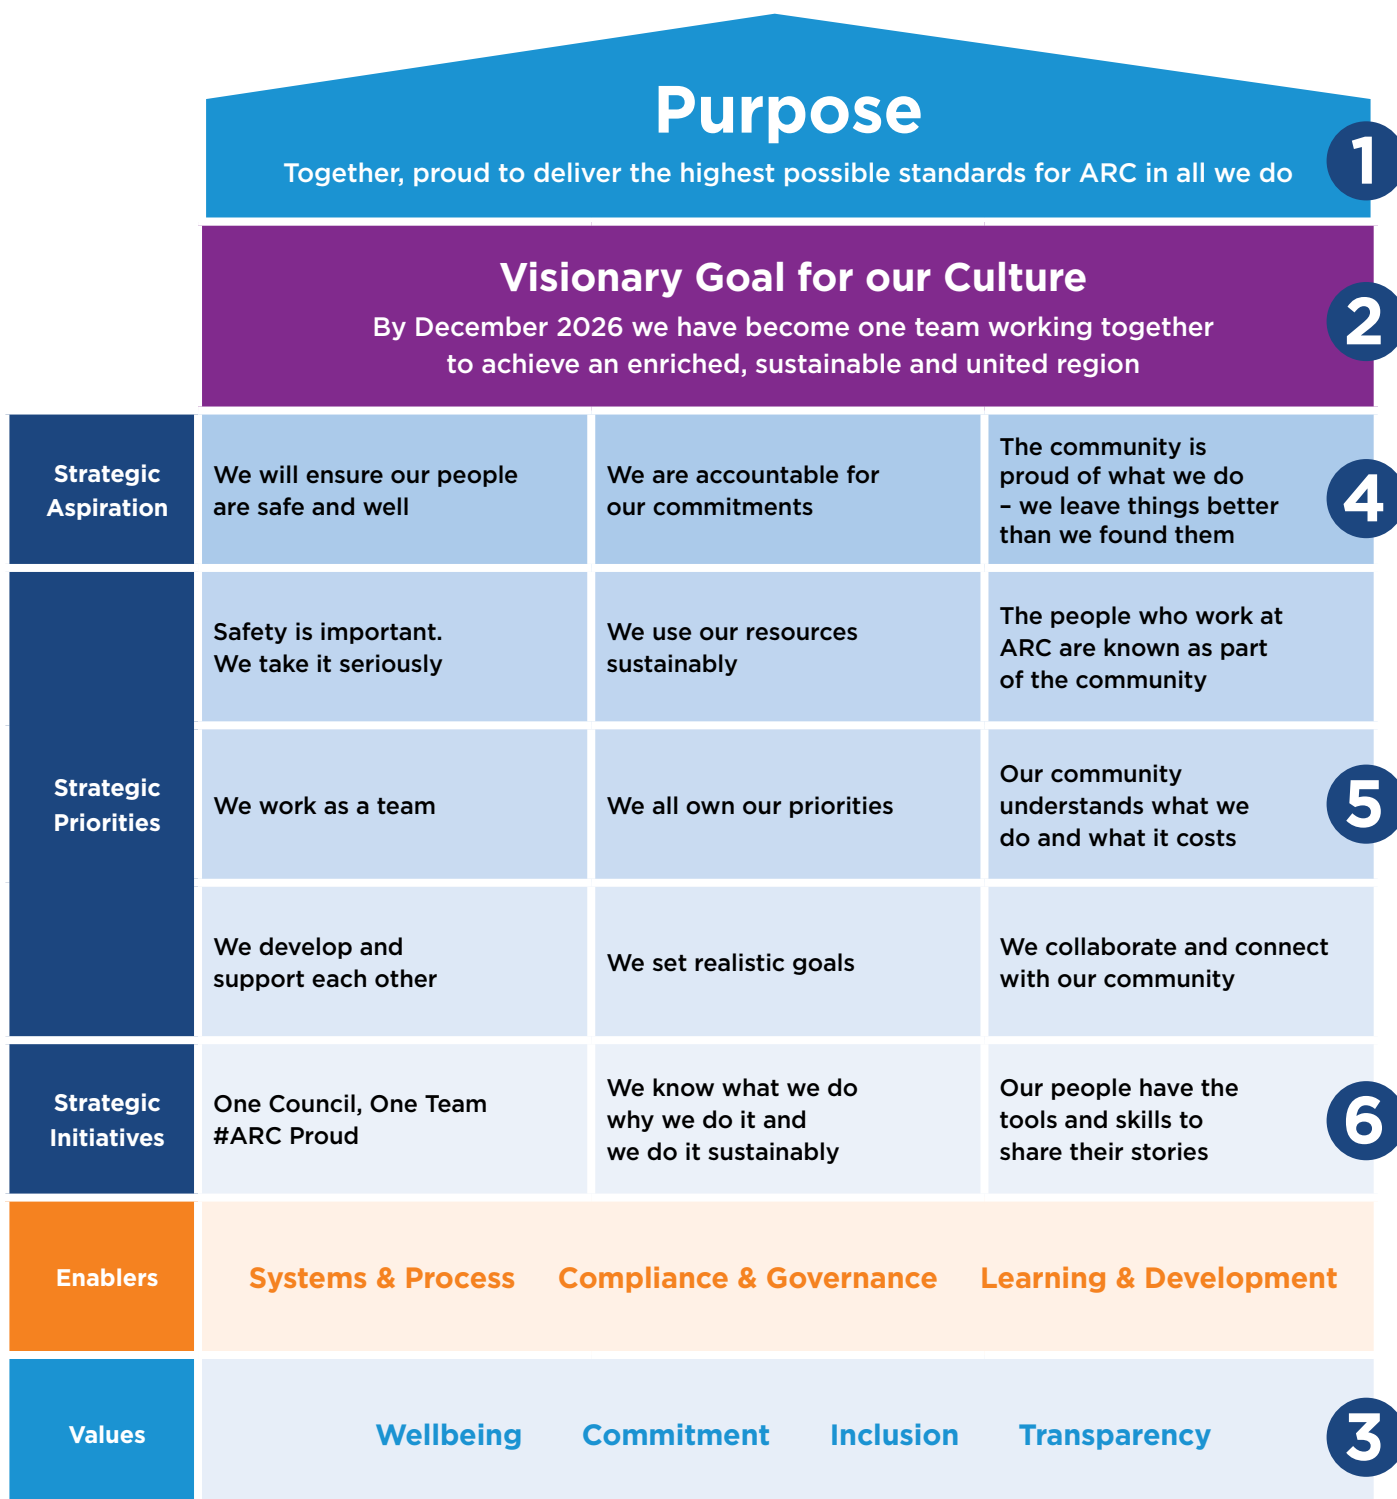 Purpose
Together, proud to deliver the highest possible standards for ARC in all we do
1
Visionary Goal for our Culture
By December 2026 we have become one team working together
to achieve an enriched, sustainable and united region
2
Strategic
Aspiration
We will ensure our people
are safe and well
We are accountable for
our commitments
The community is
proud of what we do
– we leave things better
than we found them
4
Strategic
Priorities
Safety is important.
We take it seriously
We use our resources
sustainably
The people who work at
ARC are known as part
of the community
We work as a team
We all own our priorities
Our community
understands what we
do and what it costs
5
We develop and
support each other
We set realistic goals
We collaborate and connect
with our community
Strategic
Initiatives
One Council, One Team
#ARC Proud
We know what we do
why we do it and
we do it sustainably
Our people have the
tools and skills to
share their stories
6
Enablers
Systems & Process
Compliance & Governance
Learning & Development
Values
Wellbeing
Commitment
Inclusion
Transparency
3